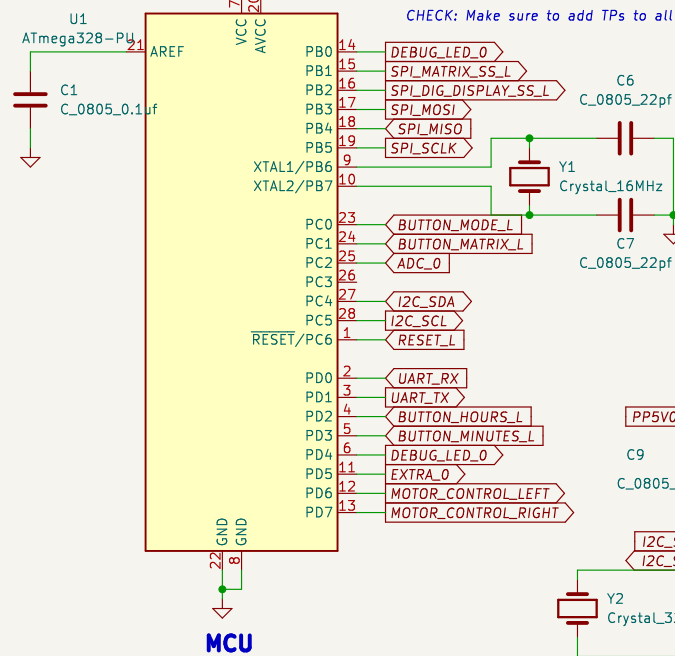 CHECK: Make sure to add TPs to all
U1
ATmega328-PU
7
20
VCC
AVCC
21 AREF
C1
C_0805_0.1uf
PB0 14 DEBUG_LED_0
PB1 15 SPI_MATRIX_SS_L
PB2 16 SPI_DIG_DISPLAY_SS_L
PB3 17 SPI_MOSI
PB4 18 SPI_MISO
PB5 19 SPI_SCLK
XTAL1/PB6 9
XTAL2/PB7 10
C6
C_0805_22pf
Y1
Crystal_16MHz
C7
C_0805_22pf
PC0 23 BUTTON_MODE_L
PC1 24 BUTTON_MATRIX_L
PC2 25 ADC_0
PC3 26
PC4 27 I2C_SDA
PC5 28 I2C_SCL
RESET/PC6 1 RESET_L
PD0 2 UART_RX
PD1 3 UART_TX
PD2 4 BUTTON_HOURS_L
PD3 5 BUTTON_MINUTES_L
PD4 6 DEBUG_LED_0
PD5 11 EXTRA_0
PD6 12 MOTOR_CONTROL_LEFT
PD7 13 MOTOR_CONTROL_RIGHT
PP5V0
C9
C_0805_
GND
GND
22
8
I2C_S
I2C_S
Y2
Crystal_32
MCU